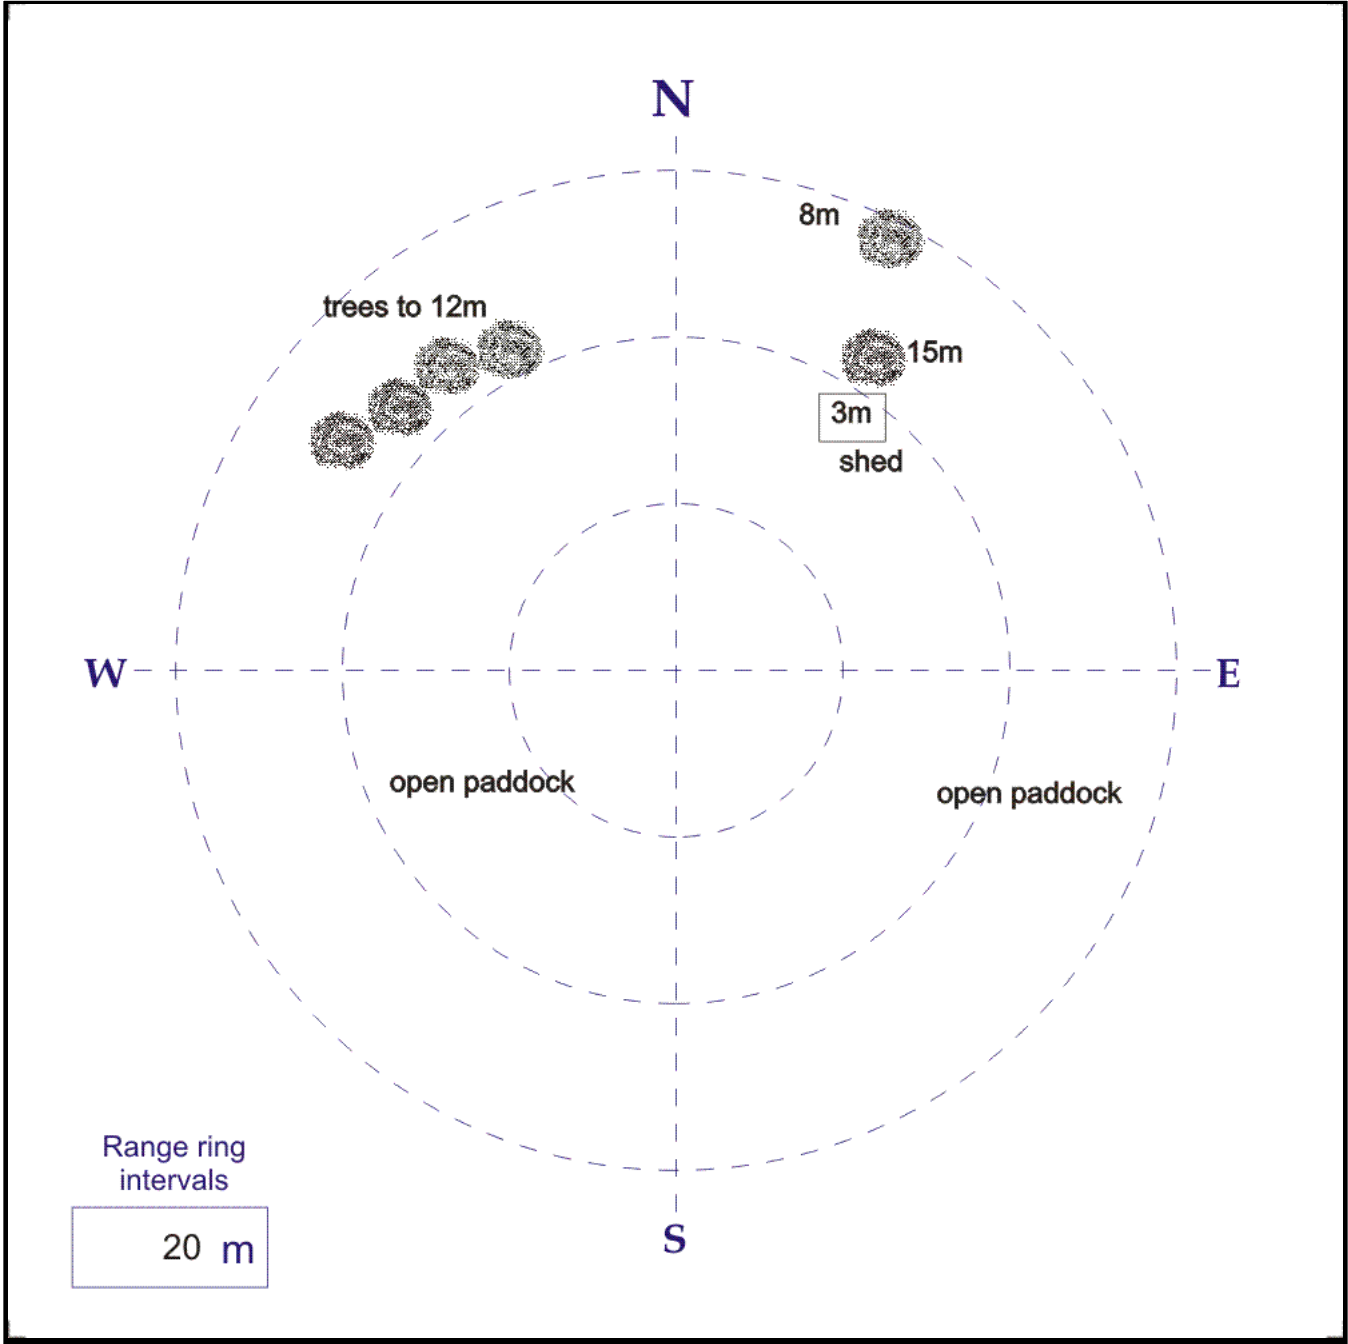 N
8m
trees to 12m
15m
3m
shed
W
E
open paddock
open paddock
Range ring
intervals
20 m
S